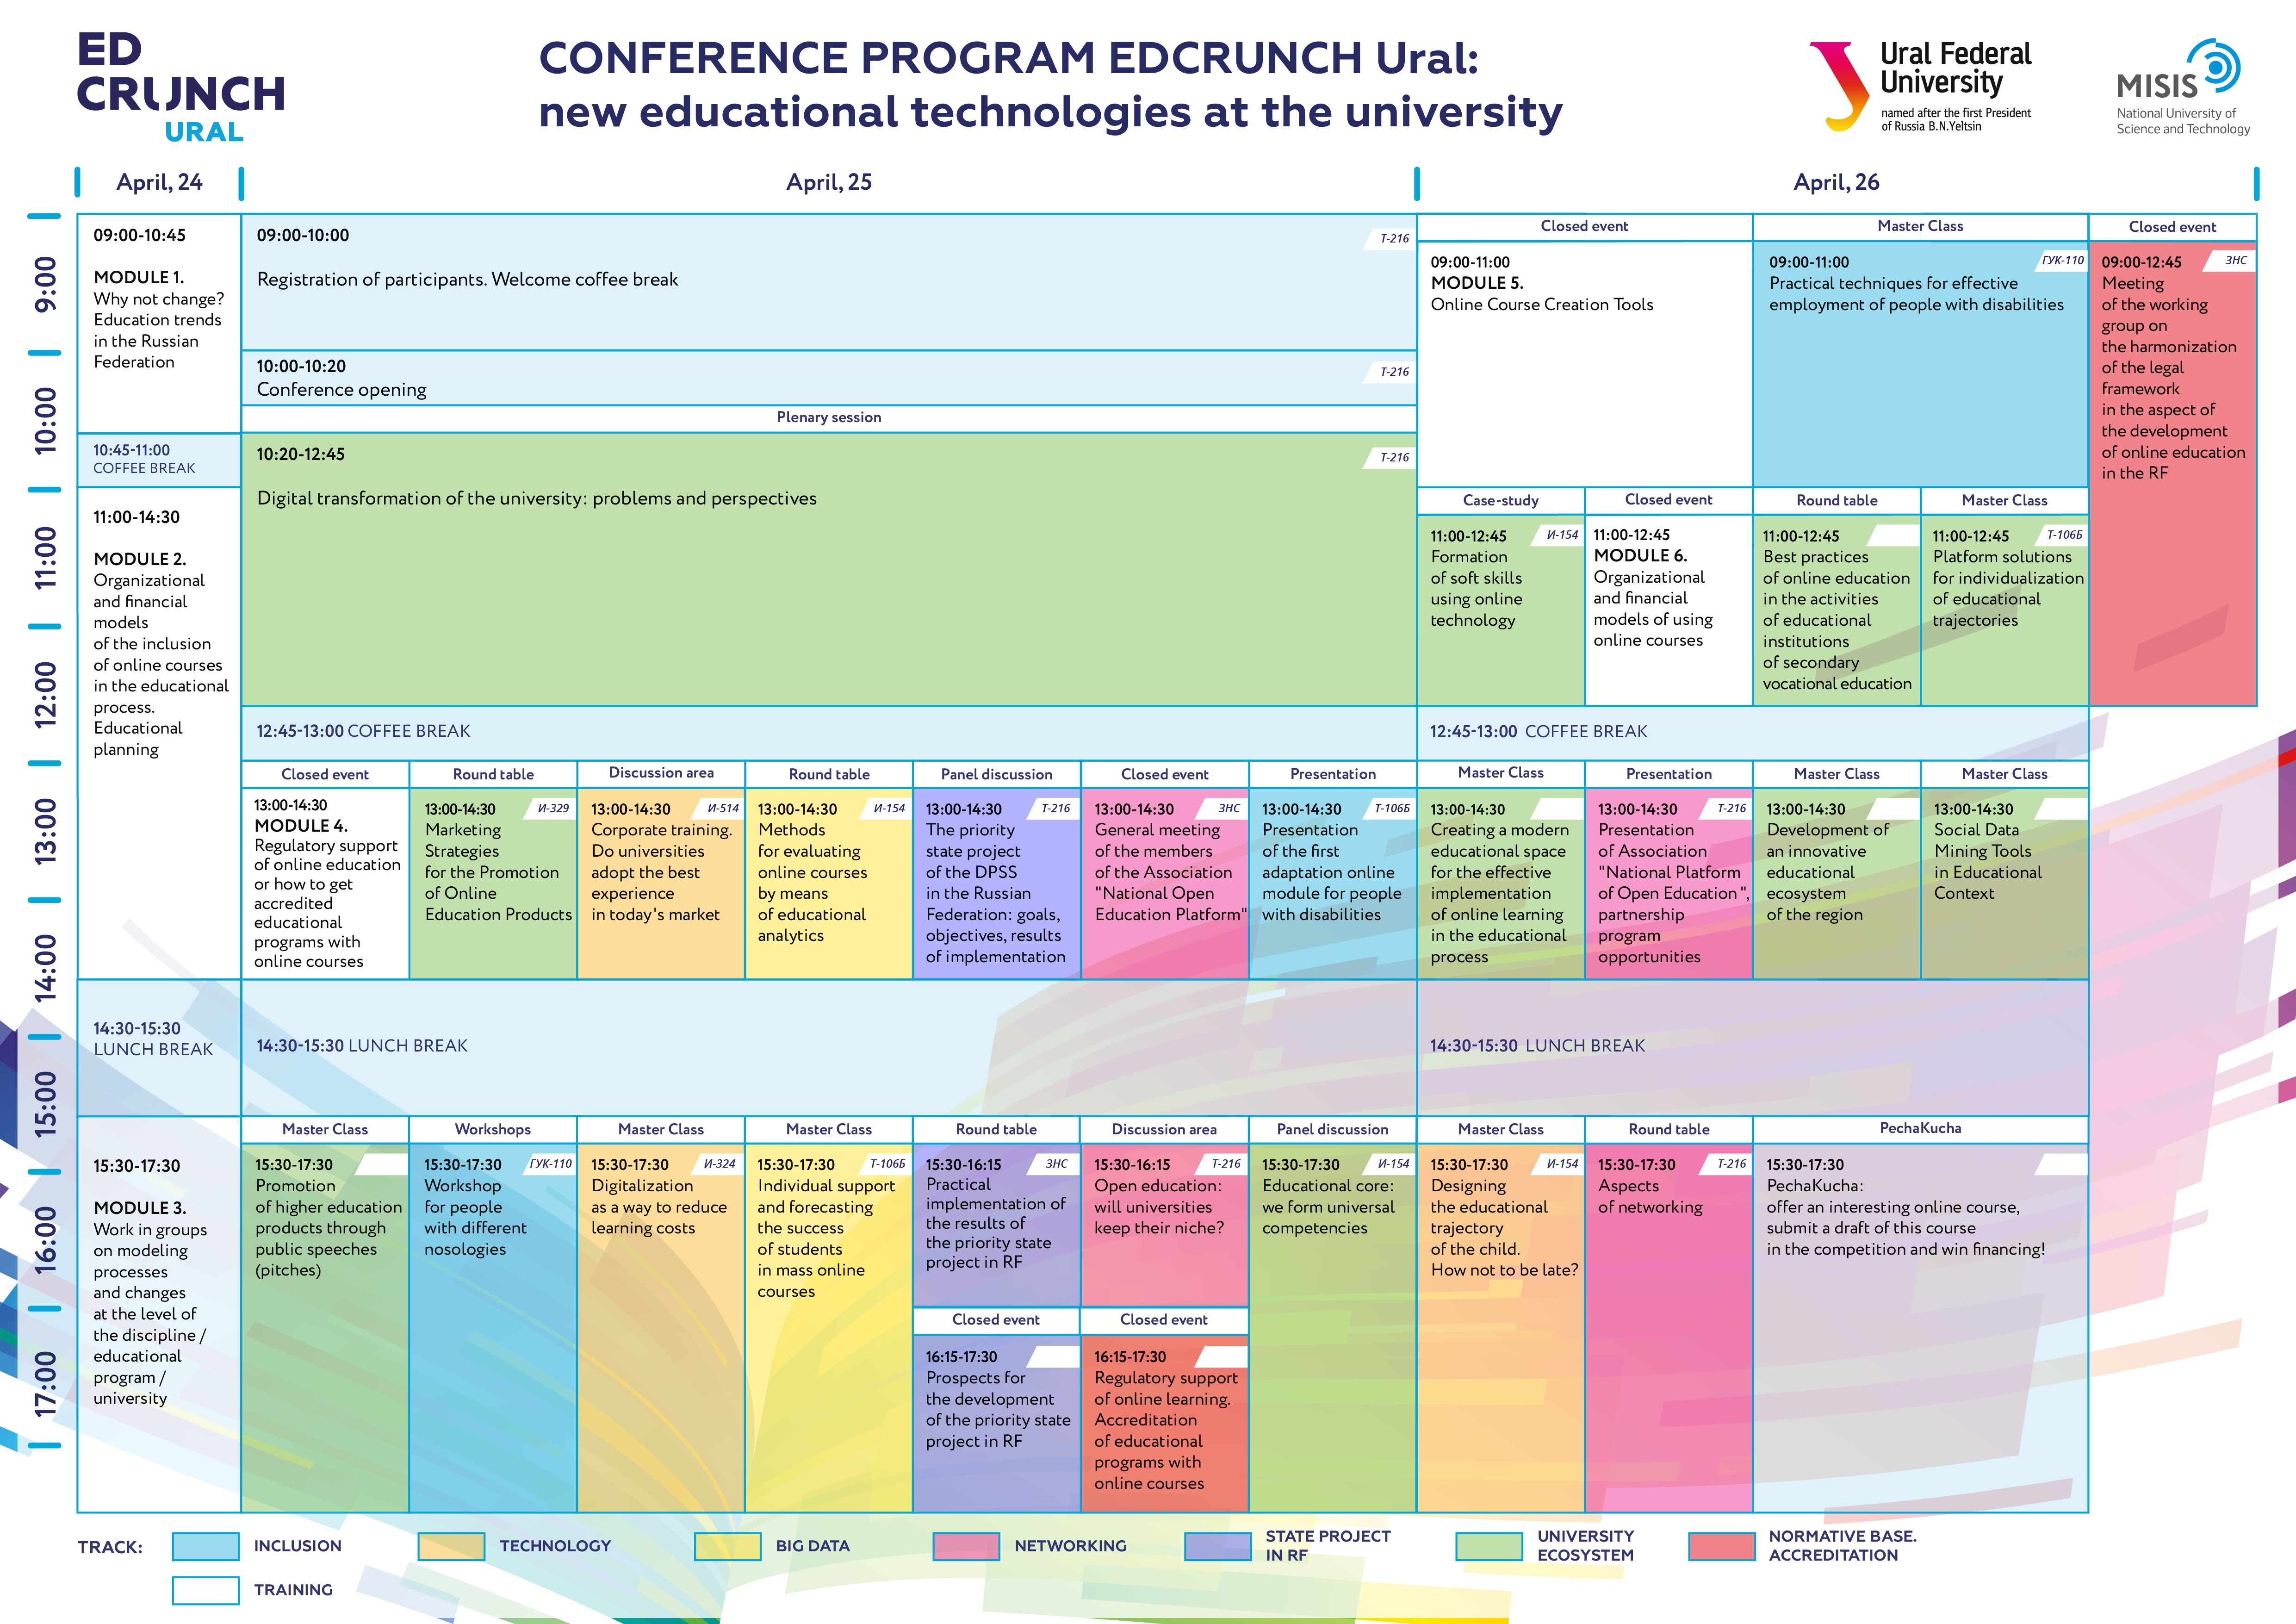 ED
CRUNCH
URAL
CONFERENCE PROGRAM EDCRUNCH Ural:
new educational technologies at the university
Ural Federal
University
named after the first President
of Russia B.N.Yeltsin
MISIS
National University of
Science and Technology
April, 24
April, 25
April, 26
9:00
10:00
11:00
12:00
13:00
14:00
15:00
16:00
17:00
09:00-10:45
MODULE 1.
Why not change?
Education trends
in the Russian
Federation
10:45-11:00
COFFEE BREAK
11:00-14:30
MODULE 2.
Organizational
and financial
models
of the inclusion
of online courses
in the educational
process.
Educational
planning
14:30-15:30
LUNCH BREAK
15:30-17:30
MODULE 3.
Work in groups
on modeling
processes
and changes
at the level of
the discipline /
educational
program /
university
09:00-10:00
T-216
Registration of participants. Welcome coffee break
10:00-10:20
T-216
Conference opening
Plenary session
10:20-12:45
T-216
Digital transformation of the university: problems and perspectives
12:45-13:00 COFFEE BREAK
Closed event
13:00-14:30
MODULE 4.
Regulatory support
of online education
or how to get
accredited
educational
programs with
online courses
Round table
13:00-14:30
И-329
Marketing
Strategies
for the Promotion
of Online
Education Products
Discussion area
13:00-14:30
И-514
Corporate training.
Do universities
adopt the best
experience
in today's market
Round table
13:00-14:30
И-154
Methods
for evaluating
online courses
by means
of educational
analytics
Panel discussion
13:00-14:30
T-216
The priority
state project
of the DPSS
in the Russian
Federation: goals,
objectives, results
of implementation
Closed event
13:00-14:30
ЗНС
General meeting
of the members
of the Association
"National Open
Education Platform"
Presentation
13:00-14:30
Т-106Б
Presentation
of the first
adaptation online
module for people
with disabilities
14:30-15:30 LUNCH BREAK
Master Class
15:30-17:30
Promotion
of higher education
products through
public speeches
(pitches)
Workshops
15:30-17:30
ГУК-110
Workshop
for people
with different
nosologies
Master Class
15:30-17:30
И-324
Digitalization
as a way to reduce
learning costs
Master Class
15:30-17:30
Т-106Б
Individual support
and forecasting
the success
of students
in mass online
courses
Round table
15:30-16:15
ЗНС
Practical
implementation of
the results of
the priority state
project in RF
Closed event
16:15-17:30
Prospects for
the development
of the priority state
project in RF
Discussion area
15:30-16:15
T-216
Open education:
will universities
keep their niche?
Closed event
16:15-17:30
Regulatory support
of online learning.
Accreditation
of educational
programs with
online courses
Panel discussion
15:30-17:30
И-154
Educational core:
we form universal
competencies
Closed event
09:00-11:00
MODULE 5.
Online Course Creation Tools
Master Class
09:00-11:00
ГУК-110
Practical techniques for effective
employment of people with disabilities
Closed event
09:00-12:45
ЗНС
Meeting
of the working
group on
the harmonization
of the legal
framework
in the aspect of
the development
of online education
in the RF
Case-study
11:00-12:45
И-154
Formation
of soft skills
using online
technology
Closed event
11:00-12:45
MODULE 6.
Organizational
and financial
models of using
online courses
Round table
11:00-12:45
Best practices
of online education
in the activities
of educational
institutions
of secondary
vocational education
Master Class
11:00-12:45
Т-106Б
Platform solutions
for individualization
of educational
trajectories
12:45-13:00 COFFEE BREAK
Master Class
13:00-14:30
Creating a modern
educational space
for the effective
implementation
of online learning
in the educational
process
Presentation
13:00-14:30
T-216
Presentation
of Association
"National Platform
of Open Education",
partnership
program
opportunities
Master Class
13:00-14:30
Development of
an innovative
educational
ecosystem
of the region
Master Class
13:00-14:30
Social Data
Mining Tools
in Educational
Context
14:30-15:30 LUNCH BREAK
Master Class
15:30-17:30
И-154
Designing
the educational
trajectory
of the child.
How not to be late?
Round table
15:30-17:30
T-216
Aspects
of networking
PechaKucha
15:30-17:30
PechaKucha:
offer an interesting online course,
submit a draft of this course
in the competition and win financing!
TRACK:
INCLUSION
TECHNOLOGY
BIG DATA
NETWORKING
STATE PROJECT
IN RF
UNIVERSITY
ECOSYSTEM
NORMATIVE BASE.
ACCREDITATION
TRAINING